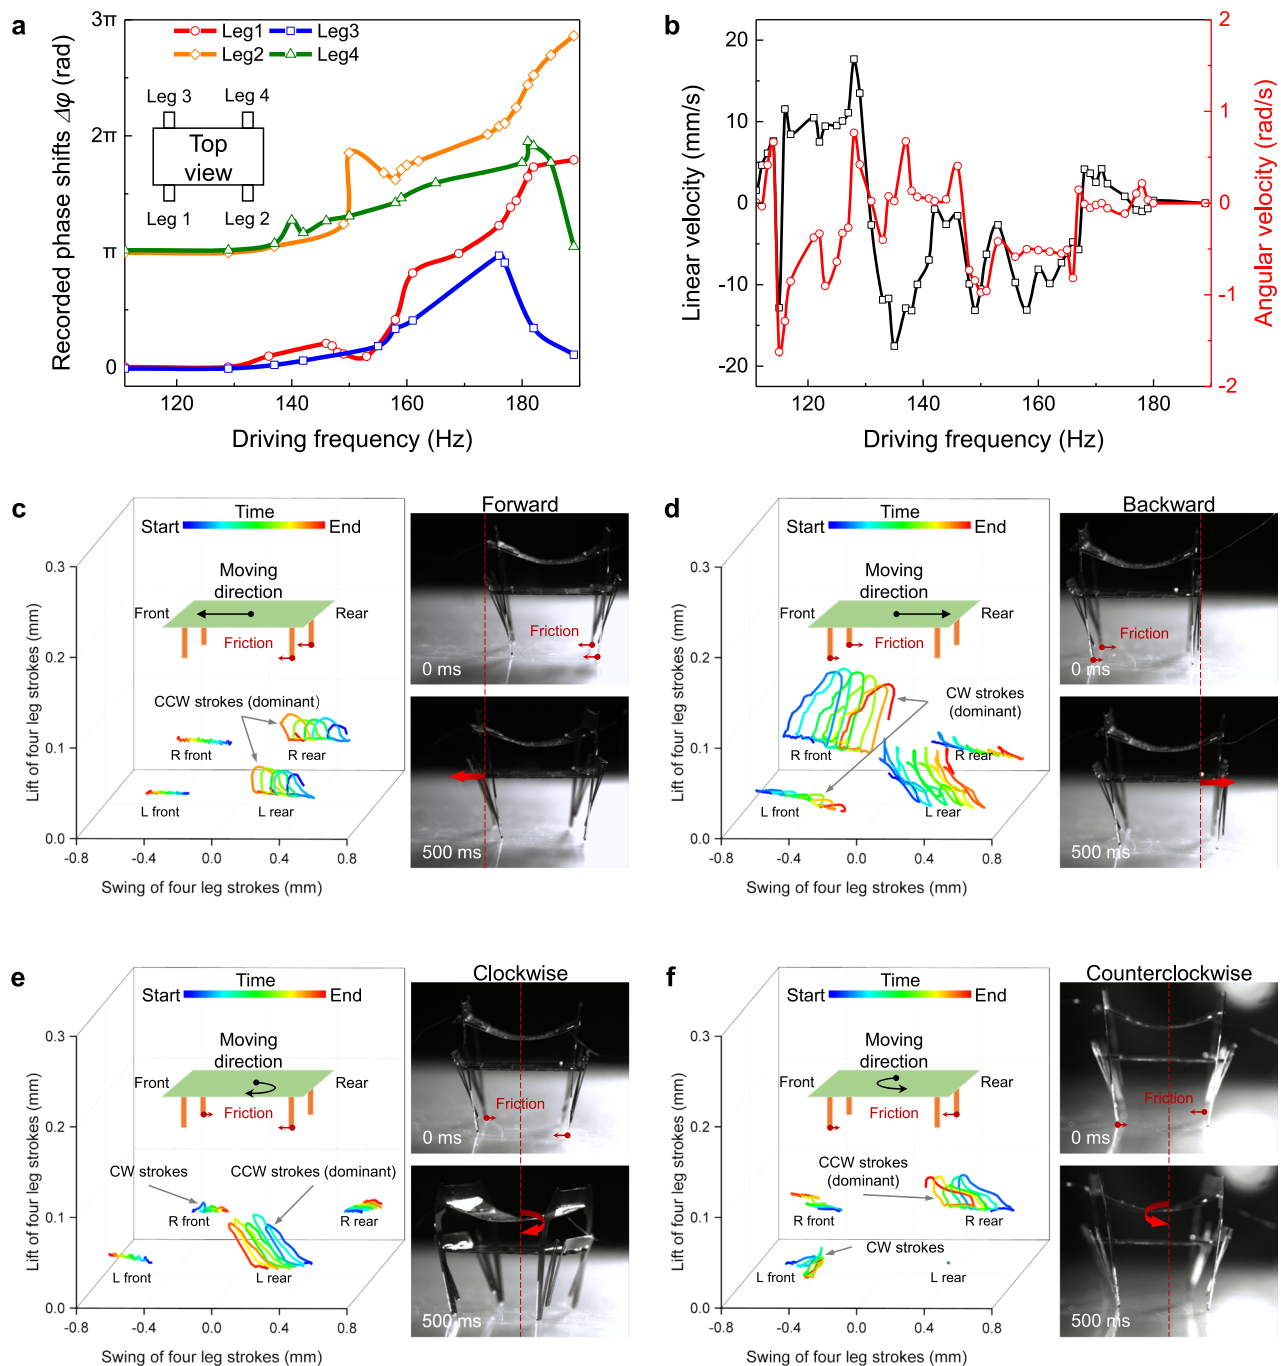 a
3π
2π
π
0
Recorded phase shifts Δφ (rad)
Leg1
Leg3
Leg2
Leg4
Leg 3
Leg 4
Top
view
Leg 1
Leg 2
120
140
160
180
Driving frequency (Hz)
b
20
10
0
-10
-20
Linear velocity (mm/s)
2
1
0
-1
-2
Angular velocity (rad/s)
120
140
160
180
Driving frequency (Hz)
c
Time
Start
End
Moving
direction
Front
Rear
Friction
CCW strokes (dominant)
R front
R rear
L front
L rear
0.3
0.2
0.1
0.0
Lift of four leg strokes (mm)
-0.8
-0.4
0.0
0.4
0.8
Swing of four leg strokes (mm)
Forward
Friction
0 ms
500 ms
d
Time
Start
End
Moving
direction
Front
Rear
Friction
CW strokes
(dominant)
R front
R rear
L front
L rear
0.3
0.2
0.1
0.0
Lift of four leg strokes (mm)
-0.8
-0.4
0.0
0.4
0.8
Swing of four leg strokes (mm)
Backward
Friction
0 ms
500 ms
e
Time
Start
End
Moving
direction
Front
Rear
Friction
CW strokes
CCW strokes (dominant)
R front
R rear
L front
L rear
0.3
0.2
0.1
0.0
Lift of four leg strokes (mm)
-0.8
-0.4
0.0
0.4
0.8
Swing of four leg strokes (mm)
Clockwise
Friction
0 ms
500 ms
f
Time
Start
End
Moving
direction
Front
Rear
Friction
CCW strokes
(dominant)
R front
R rear
CW strokes
L front
L rear
0.3
0.2
0.1
0.0
Lift of four leg strokes (mm)
-0.8
-0.4
0.0
0.4
0.8
Swing of four leg strokes (mm)
Counterclockwise
Friction
0 ms
500 ms